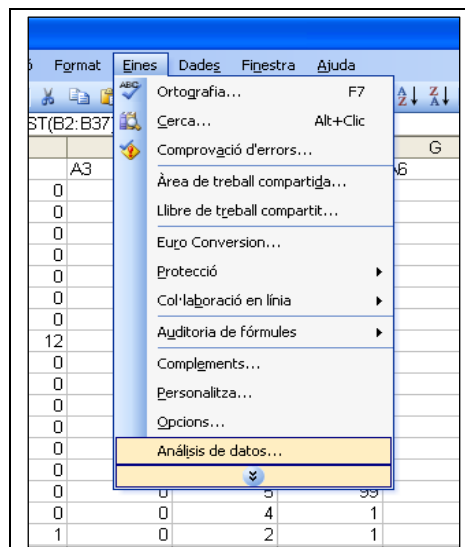 ó Format Eines Dades Finestra Ajuda
ST(B2:B37
G
A3 A6
Ortografia... F7
Cerca... Alt+Clic
Comprovació d'errors...
Àrea de treball compartida...
Llibre de treball compartit...
Euro Conversion...
Protecció
Col·laboració en línia
Auditoria de fórmules
Complements...
Personalitza...
Opcions...
Análisis de datos...
0
0
0
0
0
0
0
12
0
0
0
0
0
0
0 0 5 99
0 0 4 1
1 0 2 1